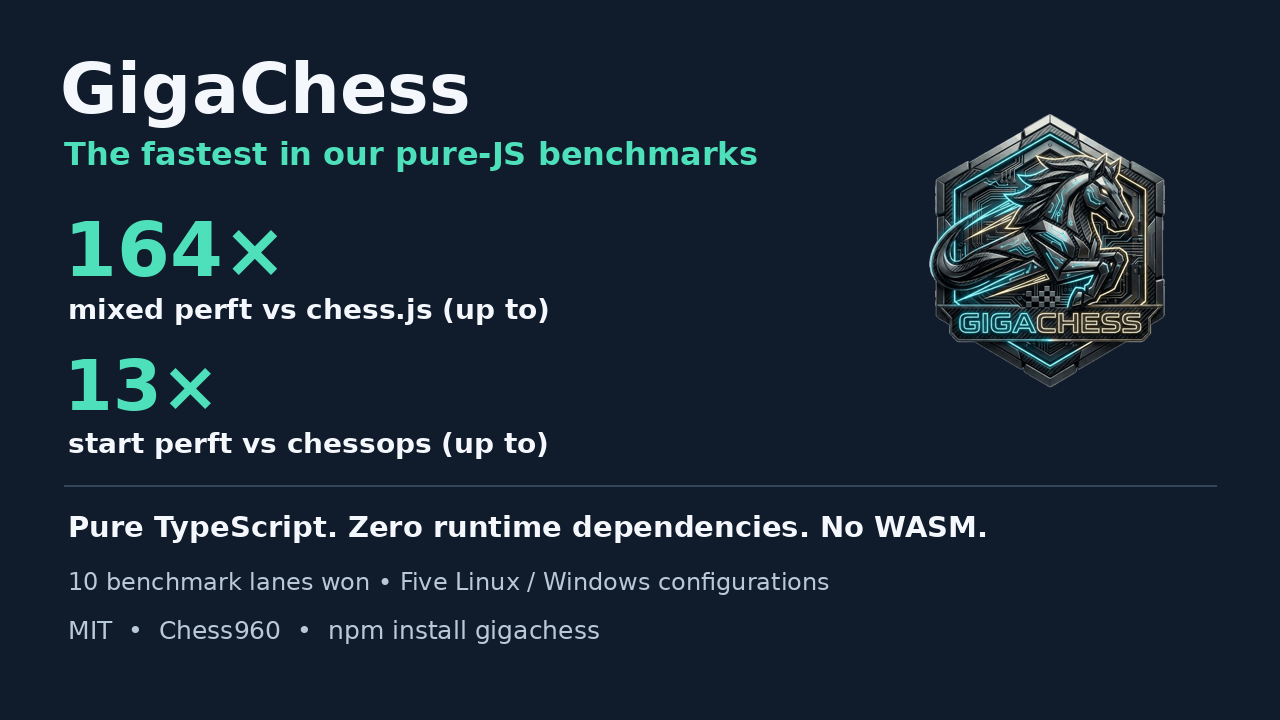 GigaChess
The fastest in our pure-JS benchmarks
164×
mixed perft vs chess.js (up to)
13×
start perft vs chessops (up to)
GIGACHESS
Pure TypeScript. Zero runtime dependencies. No WASM.
10 benchmark lanes won • Five Linux / Windows configurations
MIT • Chess960 • npm install gigachess